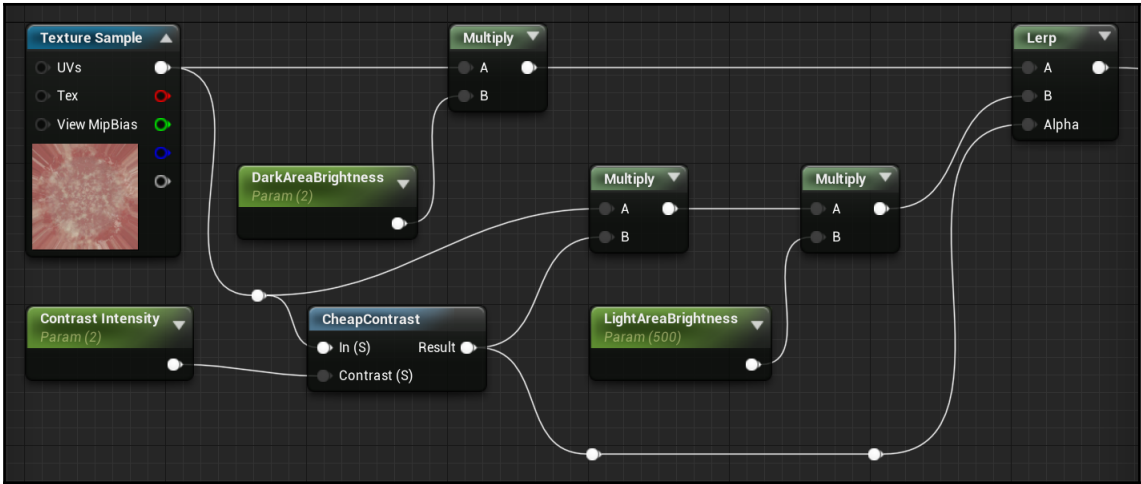 Texture Sample
UVs
Tex
View MipBias
Multiply
A
B
Lerp
A
B
Alpha
DarkAreaBrightness
Param (2)
Multiply
A
B
Multiply
A
B
Contrast Intensity
Param (2)
CheapContrast
In (S) Result
Contrast (S)
LightAreaBrightness
Param (500)